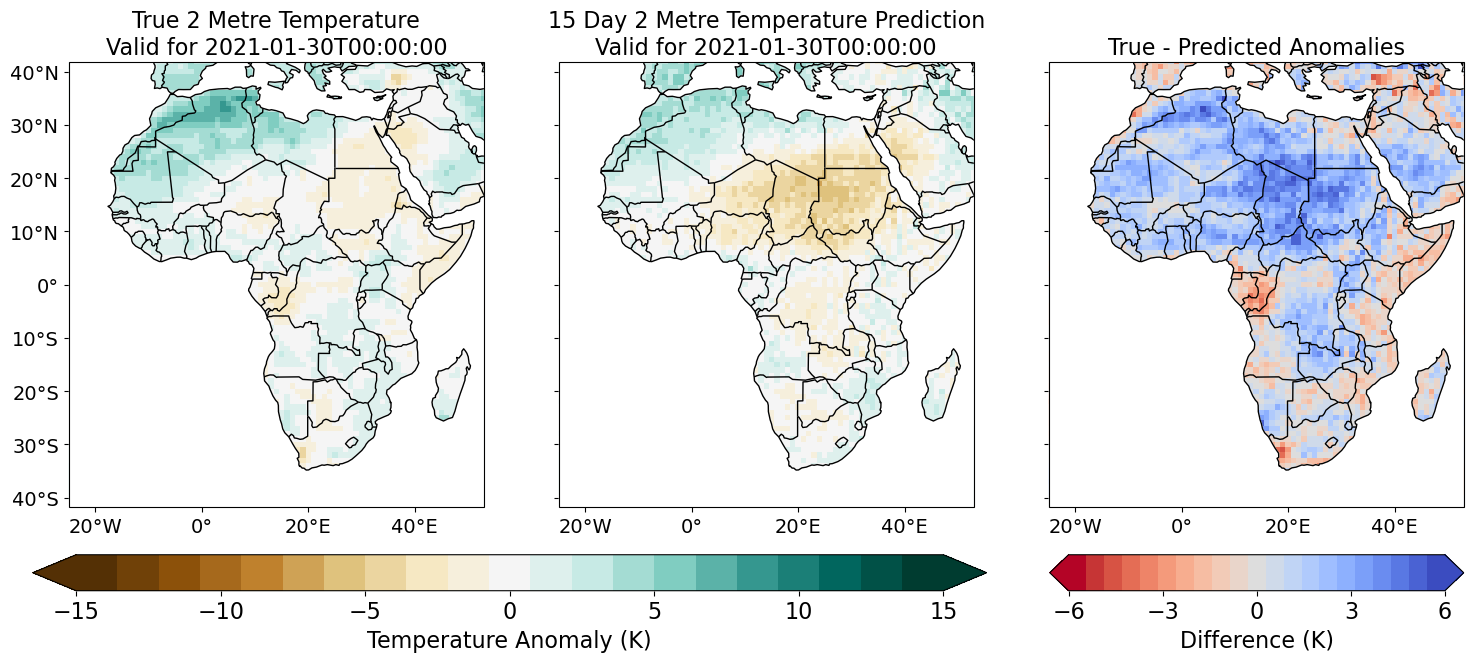 True 2 Metre Temperature
Valid for 2021-01-30T00:00:00
15 Day 2 Metre Temperature Prediction
Valid for 2021-01-30T00:00:00
True - Predicted Anomalies
40°N
30°N
20°N
10°N
0°
10°S
20°S
30°S
40°S
20°W 0° 20°E 40°E
20°W 0° 20°E 40°E
20°W 0° 20°E 40°E
−15 −10 −5 0 5 10 15
Temperature Anomaly (K)
−6 −3 0 3 6
Difference (K)